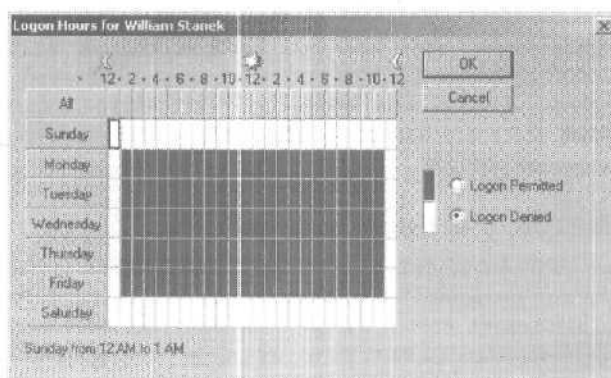 Logon Hours for William Stanek
OK
12 · 2 · 4 · 6 · 8 · 10 · 12 · 2 · 4 · 6 · 8 · 10 · 12
Cancel
All
Sunday
Monday
Tuesday
Logon Permitted
Wednesday
Logon Denied
Thursday
Friday
Saturday
Sunday from 12 AM to 1 AM